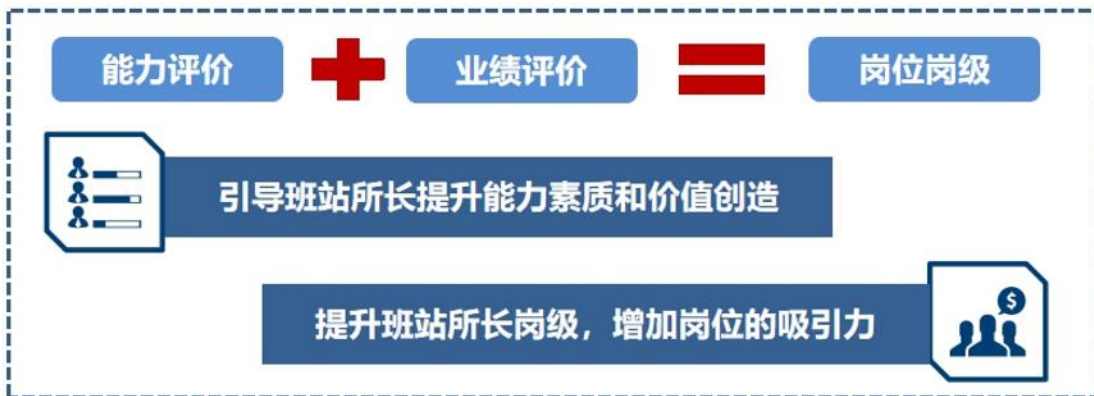 能力评价 + 业绩评价 = 岗位岗级
引导班站所长提升能力素质和价值创造
提升班站所长岗级，增加岗位的吸引力
$